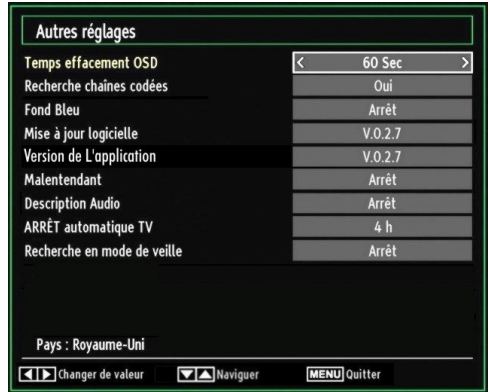 Autres réglages
Temps effacement OSD < 60 Sec >
Recherche chaînes codées Oui
Fond Bleu Arrêt
Mise à jour logicielle V.0.2.7
Version de L'application V.0.2.7
Malentendant Arrêt
Description Audio Arrêt
ARRÊT automatique TV 4 h
Recherche en mode de veille Arrêt
Pays : Royaume-Uni
Changer de valeur Naviguer MENU Quitter